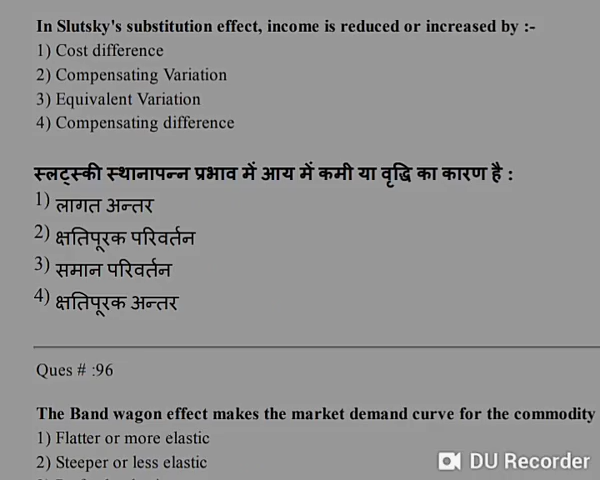 In Slutsky's substitution effect, income is reduced or increased by :-
1) Cost difference
2) Compensating Variation
3) Equivalent Variation
4) Compensating difference
स्लट्स्की स्थानापन्न प्रभाव में आय में कमी या वृद्धि का कारण है :
1) लागत अन्तर
2) क्षतिपूरक परिवर्तन
3) समान परिवर्तन
4) क्षतिपूरक अन्तर
Ques # :96
The Band wagon effect makes the market demand curve for the commodity
1) Flatter or more elastic
2) Steeper or less elastic
DU Recorder